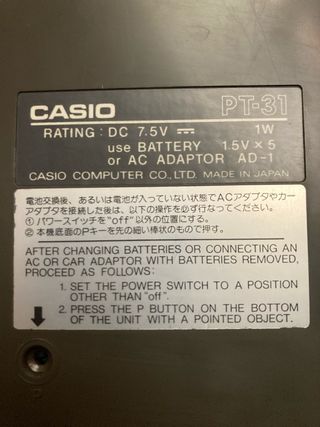 CASIO PT-31
RATING: DC 7.5V ⎓ 1W
use BATTERY 1.5V × 5
or AC ADAPTOR AD-1
CASIO COMPUTER CO., LTD. MADE IN JAPAN
電池交換後、あるいは電池が入っていない状態でACアダプタやカー
アダプタを接続した後は、以下の操作を必ず行なってください。
①パワースイッチを"off"以外の位置にする。
②本機底面のPキーを先の細い棒状のもので押す。
AFTER CHANGING BATTERIES OR CONNECTING AN
AC OR CAR ADAPTOR WITH BATTERIES REMOVED,
PROCEED AS FOLLOWS:
1. SET THE POWER SWITCH TO A POSITION
OTHER THAN "off".
2. PRESS THE P BUTTON ON THE BOTTOM
OF THE UNIT WITH A POINTED OBJECT.
P